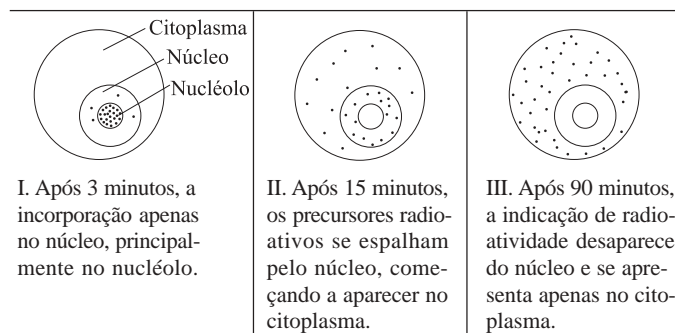 Citoplasma
Núcleo
Nucléolo
I. Após 3 minutos, a
incorporação apenas
no núcleo, principal-
mente no nucléolo.
II. Após 15 minutos,
os precursores radio-
ativos se espalham
pelo núcleo, come-
çando a aparecer no
citoplasma.
III. Após 90 minutos,
a indicação de radio-
atividade desaparece
do núcleo e se apre-
senta apenas no cito-
plasma.